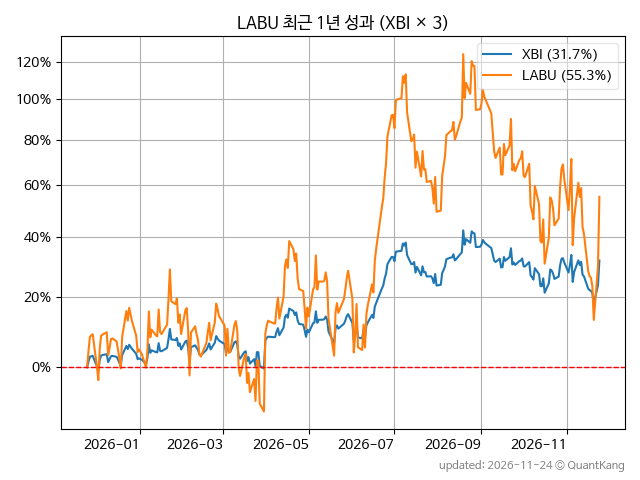 LABU 최근 1년 성과 (XBI × 3)
XBI (31.7%)
LABU (55.3%)
120%
100%
80%
60%
40%
20%
0%
2026-01 2026-03 2026-05 2026-07 2026-09 2026-11
updated: 2026-11-24 © QuantKang